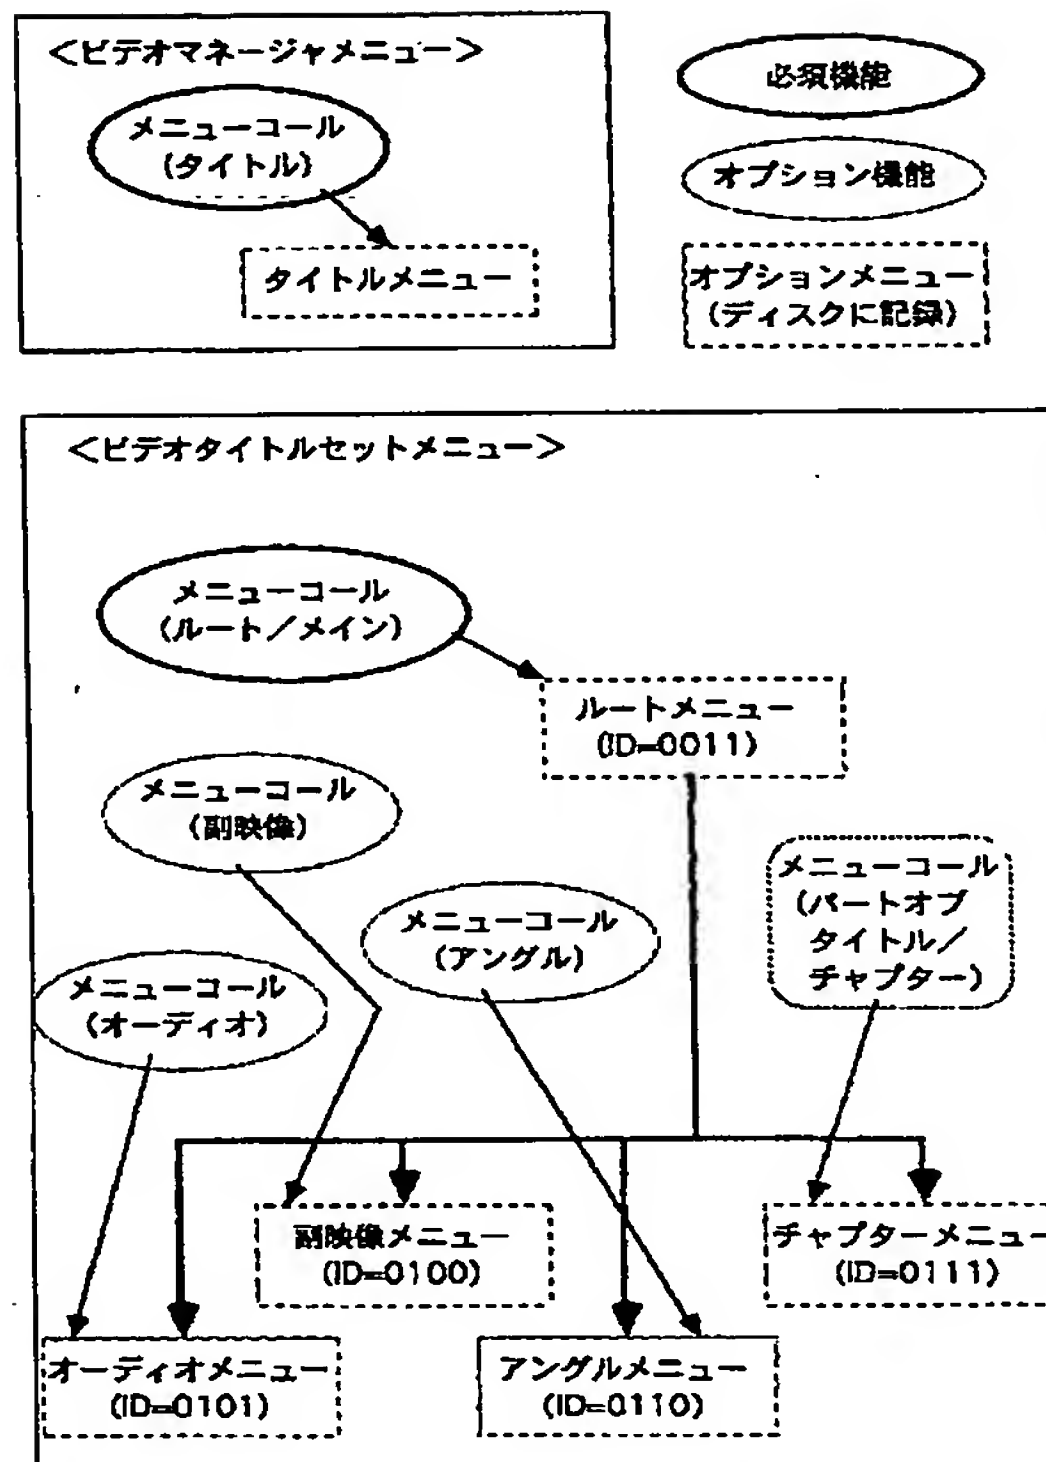 ＜ビデオマネージャメニュー＞
メニューコール
（タイトル）
タイトルメニュー
必須機能
オプション機能
オプションメニュー
（ディスクに記録）
＜ビデオタイトルセットメニュー＞
メニューコール
（ルート／メイン）
ルートメニュー
(ID=0011)
メニューコール
（副映像）
メニューコール
（アングル）
メニューコール
（パートオブ
タイトル／
チャプター）
メニューコール
（オーディオ）
副映像メニュー
(ID=0100)
チャプターメニュー
(ID=0111)
オーディオメニュー
(ID=0101)
アングルメニュー
(ID=0110)